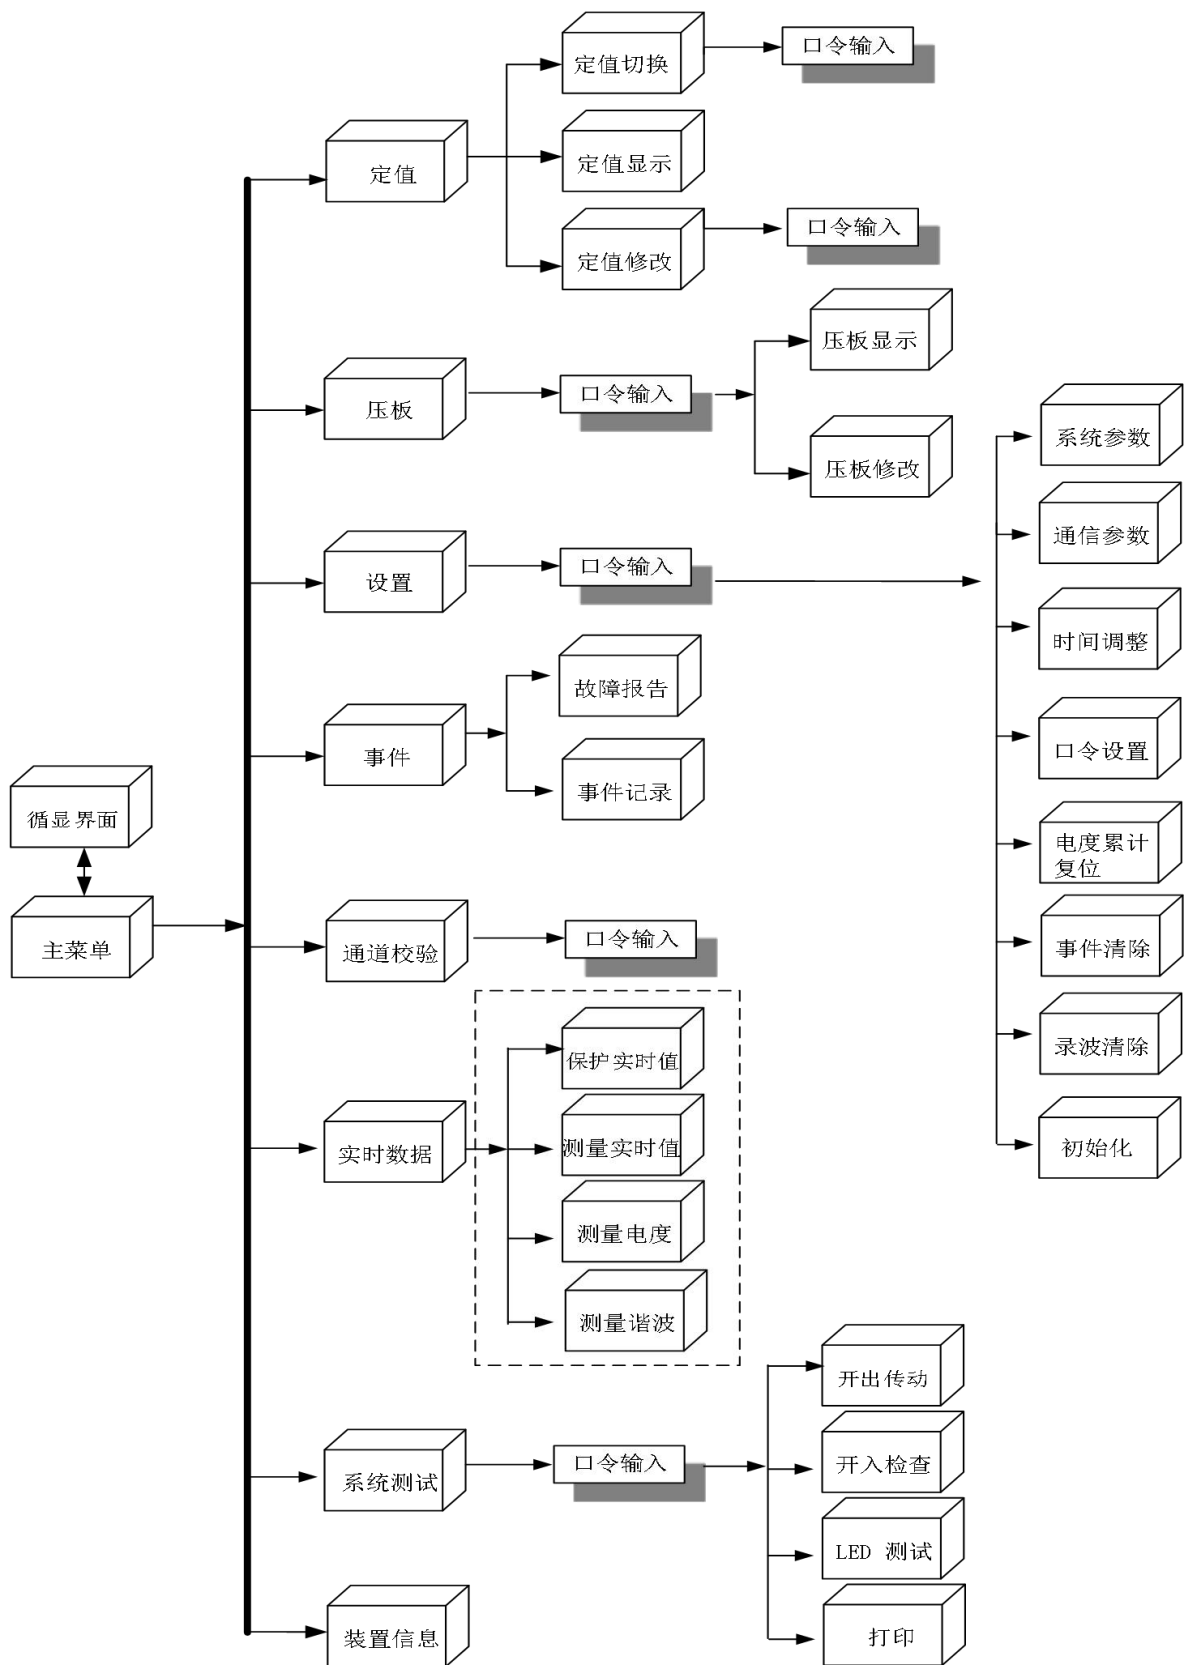 定值切换
口令输入
定值
定值显示
定值修改
口令输入
压板
口令输入
压板显示
压板修改
设置
口令输入
系统参数
通信参数
时间调整
口令设置
电度累计
复位
事件清除
录波清除
初始化
事件
故障报告
事件记录
循显界面
主菜单
通道校验
口令输入
实时数据
保护实时值
测量实时值
测量电度
测量谐波
系统测试
口令输入
开出传动
开入检查
LED 测试
打印
装置信息